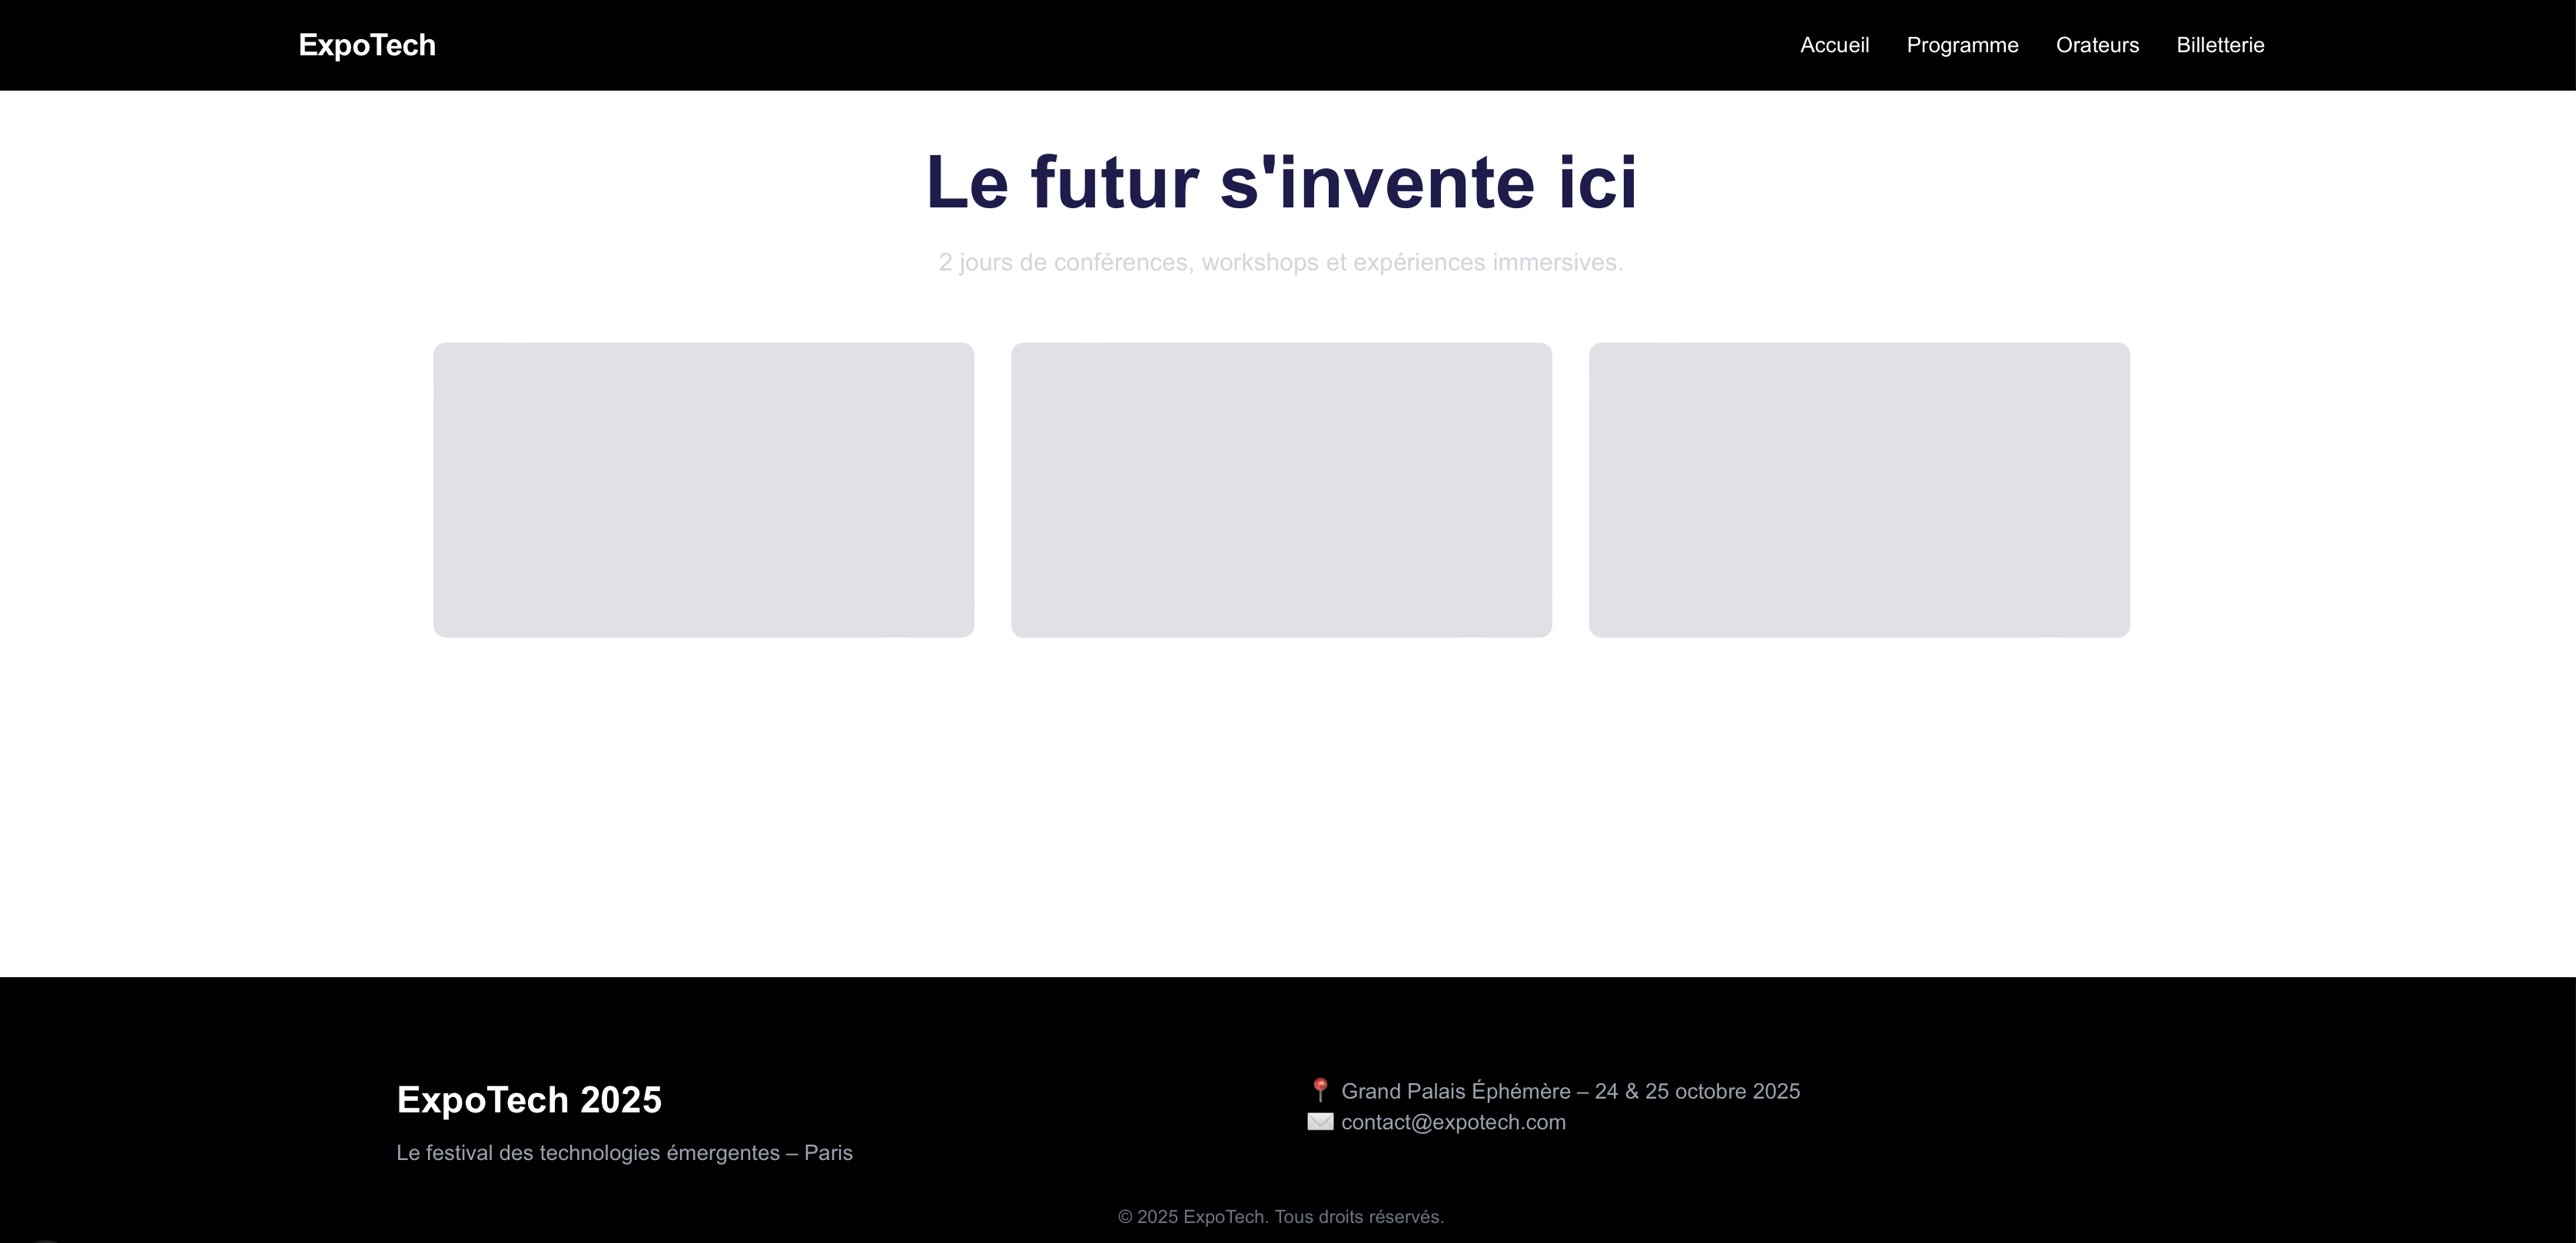 ExpoTech
Accueil Programme Orateurs Billetterie
Le futur s'invente ici
2 jours de conférences, workshops et expériences immersives.
ExpoTech 2025
Le festival des technologies émergentes – Paris
📍 Grand Palais Éphémère – 24 & 25 octobre 2025
✉️ contact@expotech.com
© 2025 ExpoTech. Tous droits réservés.